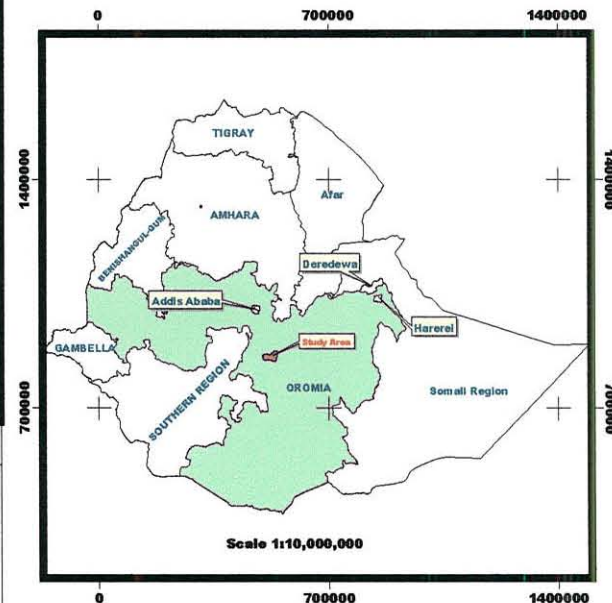 0 700000 1400000
TIGRAY
1400000 1400000
Afar
AMHARA
BENISHANGUL-GUM
Deredewa
Addis Ababa
Harerei
Study Area
GAMBELLA
SOUTHERN REGION
OROMIA
Somali Region
700000 700000
Scale 1:10,000,000
0 700000 1400000